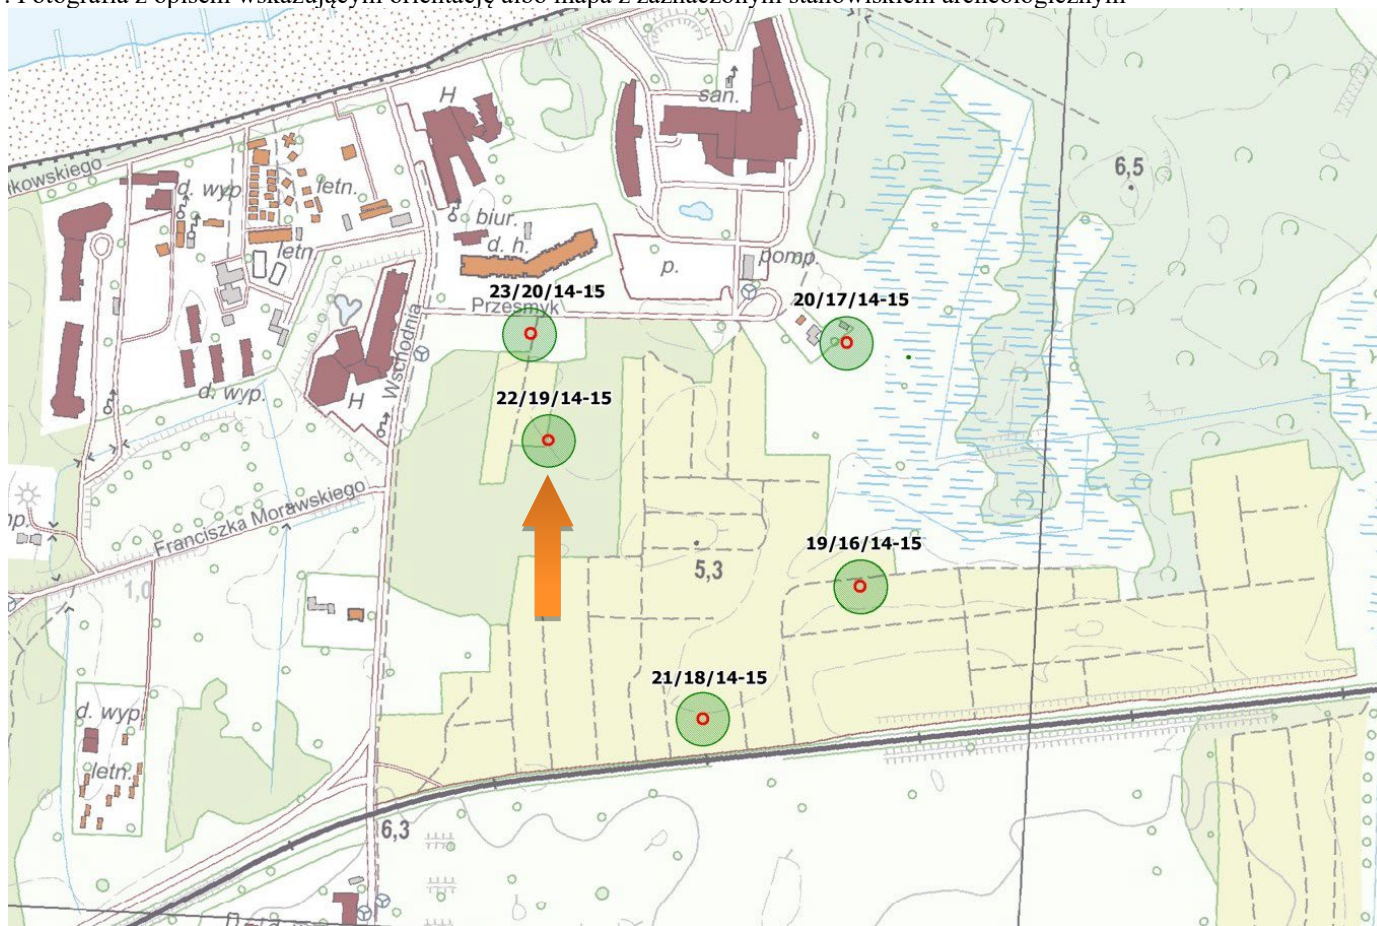 . Fotografia z opisem wskazującym orientację albo mapa z zaznaczonym stanowiskiem archeologicznym
H
san.
6,5
d. wyp.
letn.
biur.
d. h.
letn.
p.
pomp.
23/20/14-15
Przesmyk
20/17/14-15
Wschodnia
d. wyp.
H
22/19/14-15
Franciszka Morawskiego
1,0
5,3
19/16/14-15
21/18/14-15
d. wyp.
letn.
6,3